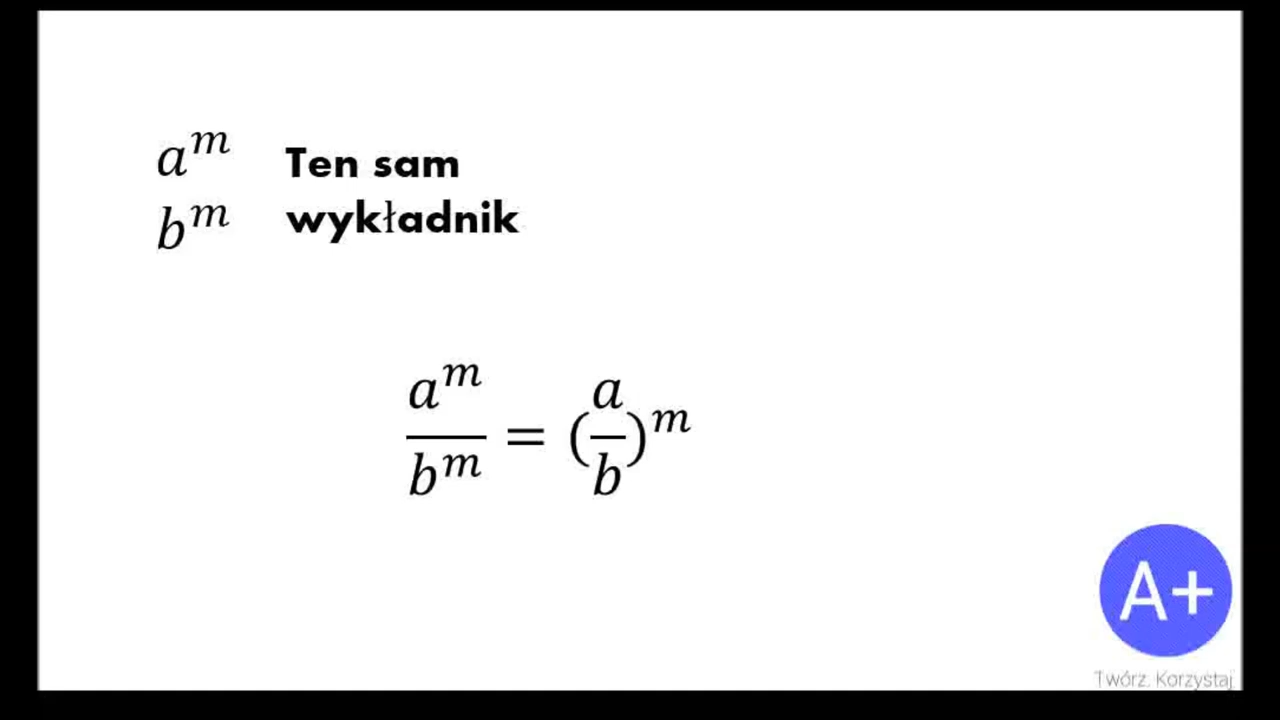 a^m Ten sam
b^m wykładnik
a^m/b^m = (a/b)^m
A+
Twórz. Korzystaj